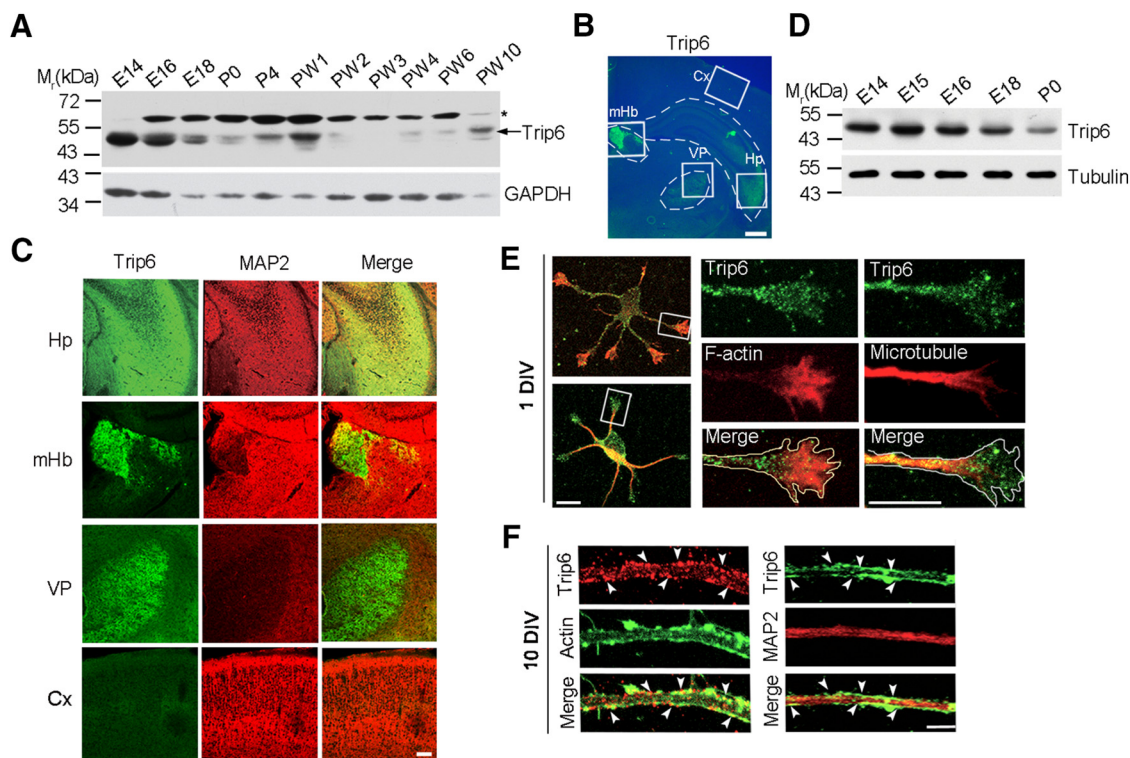 A
Mr(kDa) E14 E16 E18 P0 P4 PW1 PW2 PW3 PW4 PW6 PW10
72
55
43
*
Trip6
43
34
GAPDH
B
Trip6
Cx
mHb
VP
Hp
D
Mr(kDa) E14 E15 E16 E18 P0
55
43
Trip6
55
43
Tubulin
C
Trip6 MAP2 Merge
Hp
mHb
VP
Cx
E
1 DIV
Trip6 Trip6
F-actin Microtubule
Merge Merge
F
10 DIV
Trip6 Trip6
Actin MAP2
Merge Merge